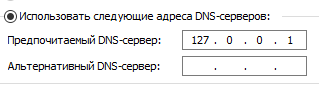 Использовать следующие адреса DNS-серверов:
Предпочитаемый DNS-сервер: 127 . 0 . 0 . 1
Альтернативный DNS-сервер: . . .